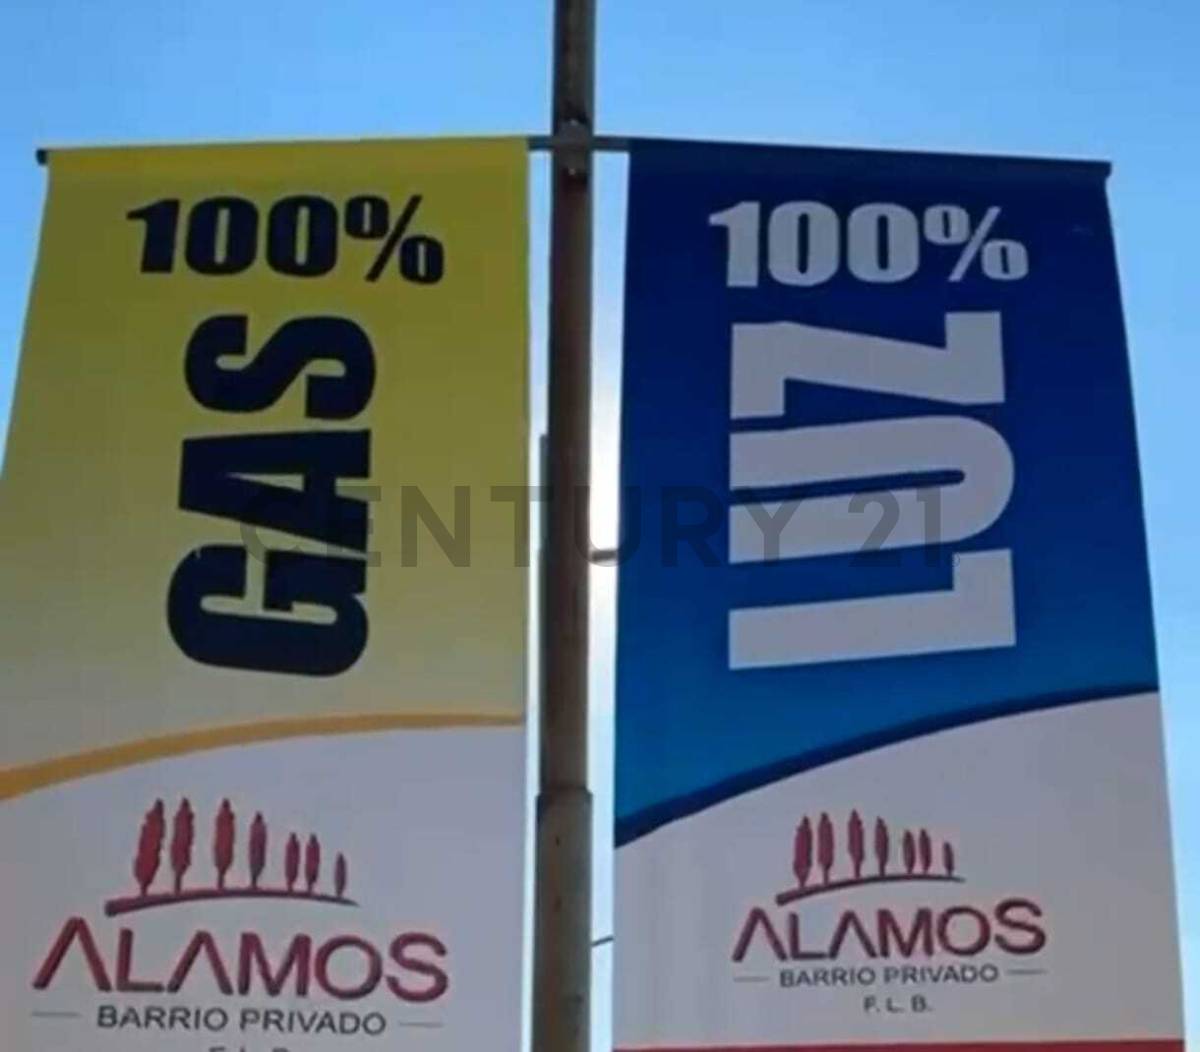 100%
GAS
ALAMOS
BARRIO PRIVADO
F. L. B.
100%
LUZ
ALAMOS
BARRIO PRIVADO
F. L. B.
CENTURY 21